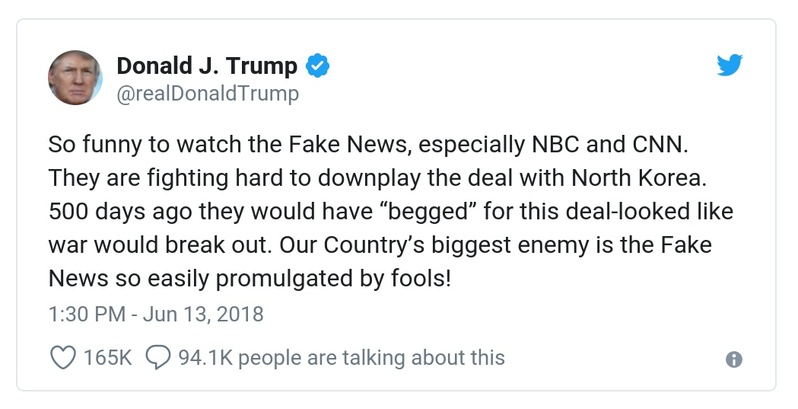 Donald J. Trump
@realDonaldTrump
So funny to watch the Fake News, especially NBC and CNN.
They are fighting hard to downplay the deal with North Korea.
500 days ago they would have “begged” for this deal-looked like
war would break out. Our Country’s biggest enemy is the Fake
News so easily promulgated by fools!
1:30 PM - Jun 13, 2018
165K 94.1K people are talking about this